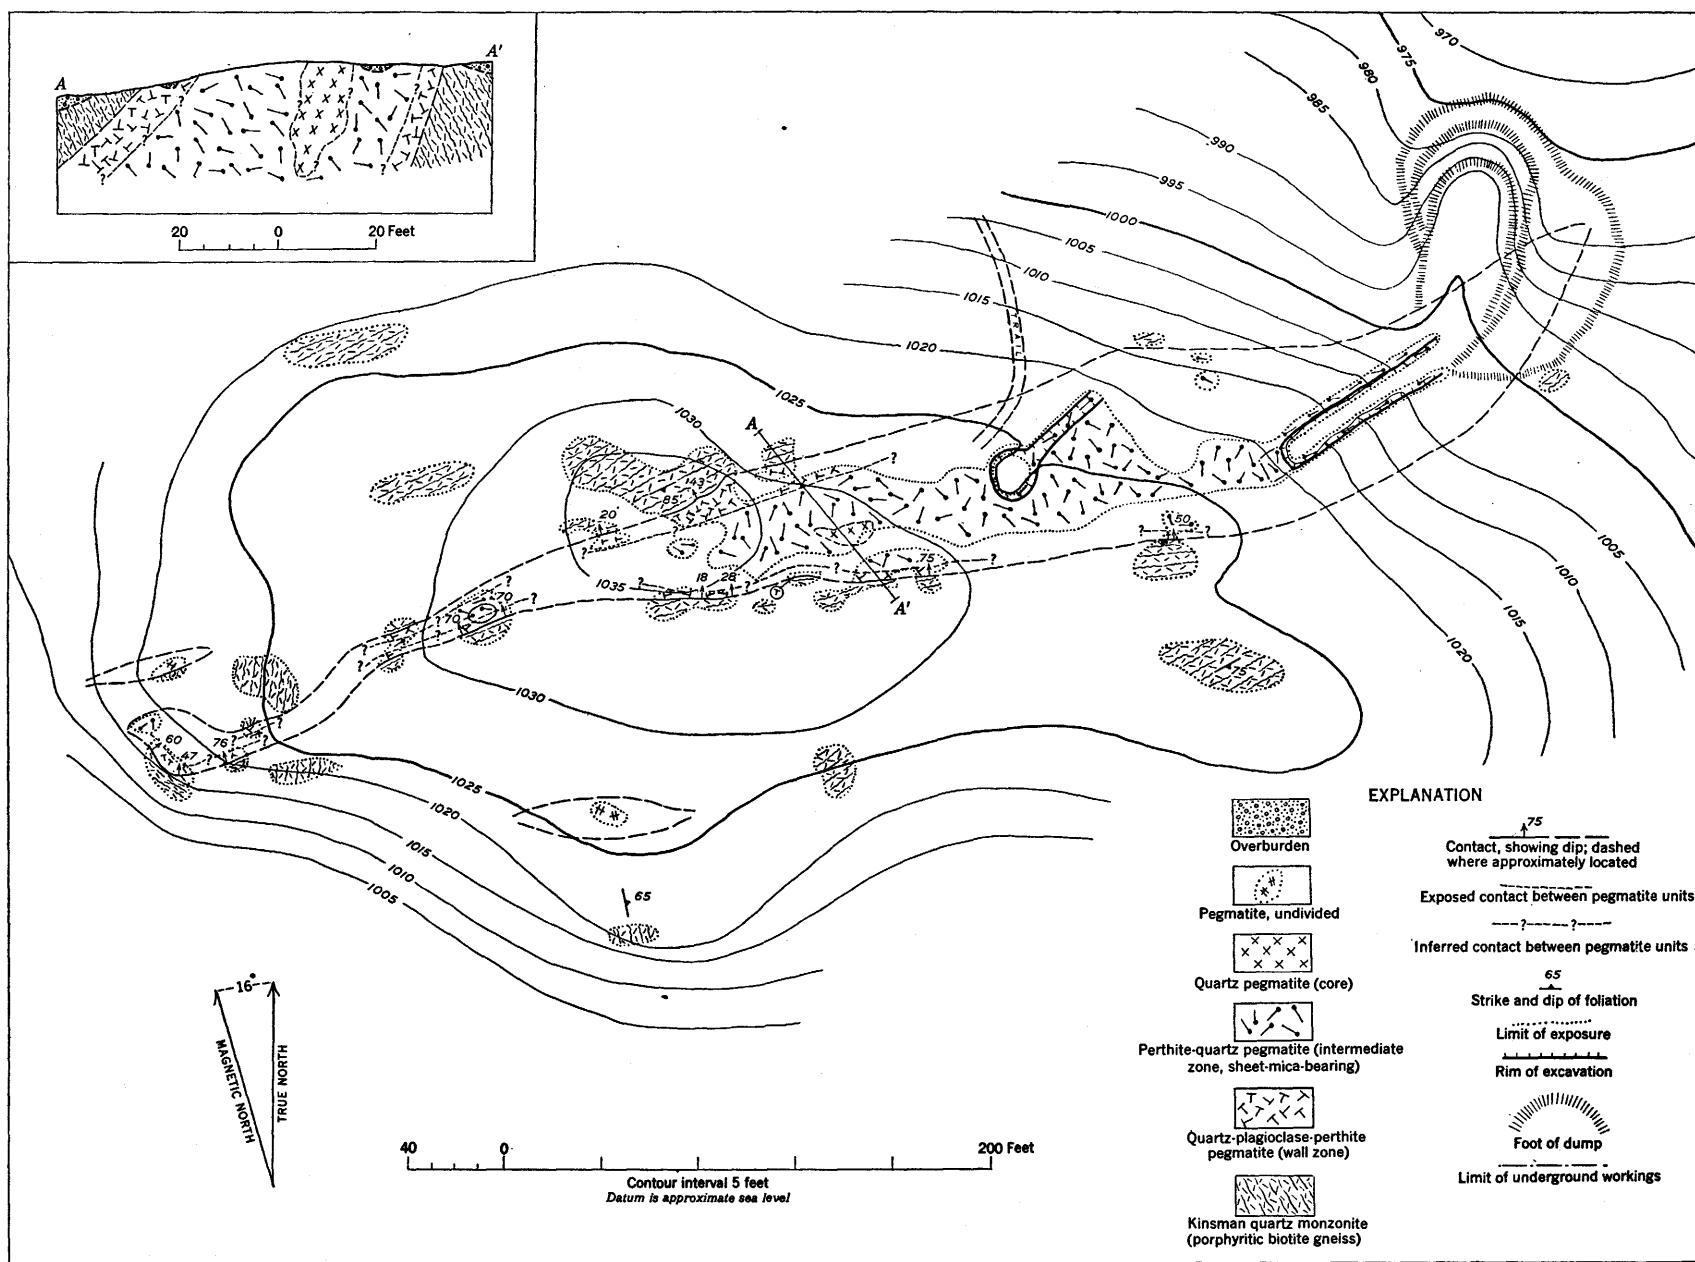 A
A'
?
?
?
?
?
20
0
20 Feet
970
975
980
985
990
995
1000
1005
1010
1015
1020
TRAIL
1025
1030
A
?
143
85
20
?
?
50
?
?
75
?
?
1035
?
18
28
?
A'
?
70
?
70
?
?
?
?
1005
1010
1015
1020
75
1030
60
47
76
?
?
?
?
1025
1020
1015
1010
1005
65
16°
MAGNETIC NORTH
TRUE NORTH
40
0
200 Feet
Contour interval 5 feet
Datum is approximate sea level
EXPLANATION
Overburden
Pegmatite, undivided
Quartz pegmatite (core)
Perthite-quartz pegmatite (intermediate
zone, sheet-mica-bearing)
Quartz-plagioclase-perthite
pegmatite (wall zone)
Kinsman quartz monzonite
(porphyritic biotite gneiss)
75
Contact, showing dip; dashed
where approximately located
Exposed contact between pegmatite units
?
?
Inferred contact between pegmatite units
65
Strike and dip of foliation
Limit of exposure
Rim of excavation
Foot of dump
Limit of underground workings